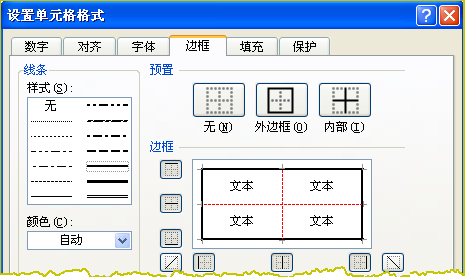 设置单元格格式
数字 对齐 字体 边框 填充 保护
线条 预置
样式(S):
无
无(N) 外边框(O) 内部(I)
边框
文本 文本
文本 文本
颜色(C):
自动